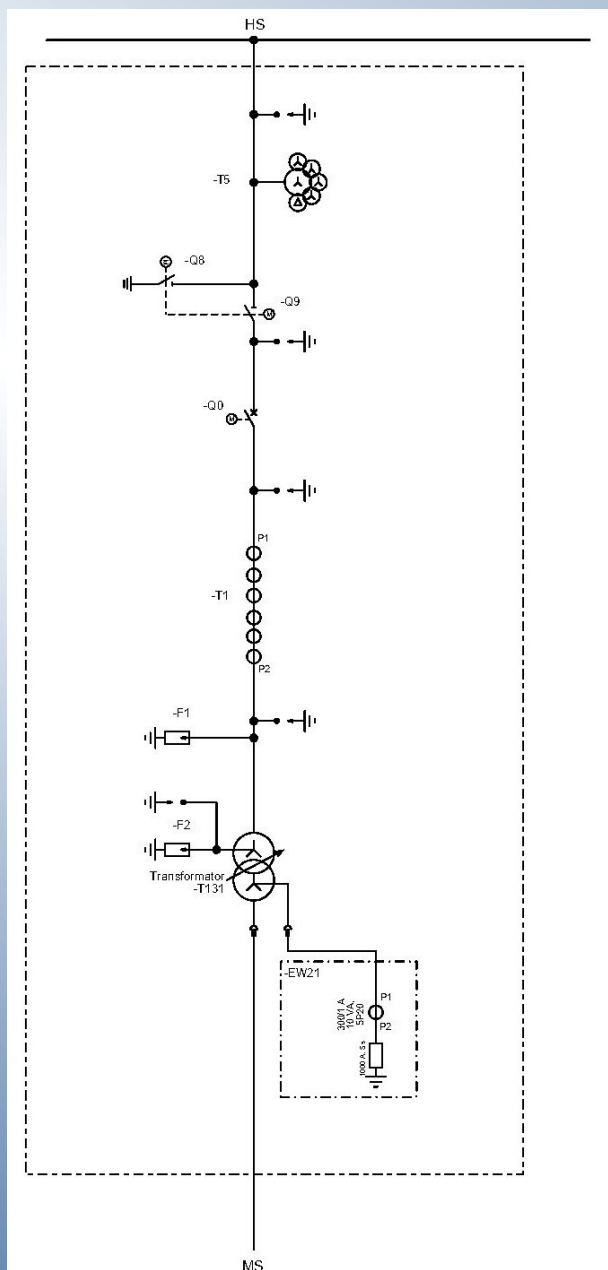 HS
-T5
-Q8
M
-Q9
M
-Q0
M
P1
-T1
P2
-F1
-F2
Transformator
-T131
-EW21
300/1 A
10 VA,
5P20
P1
P2
1000 A, 5s
MS